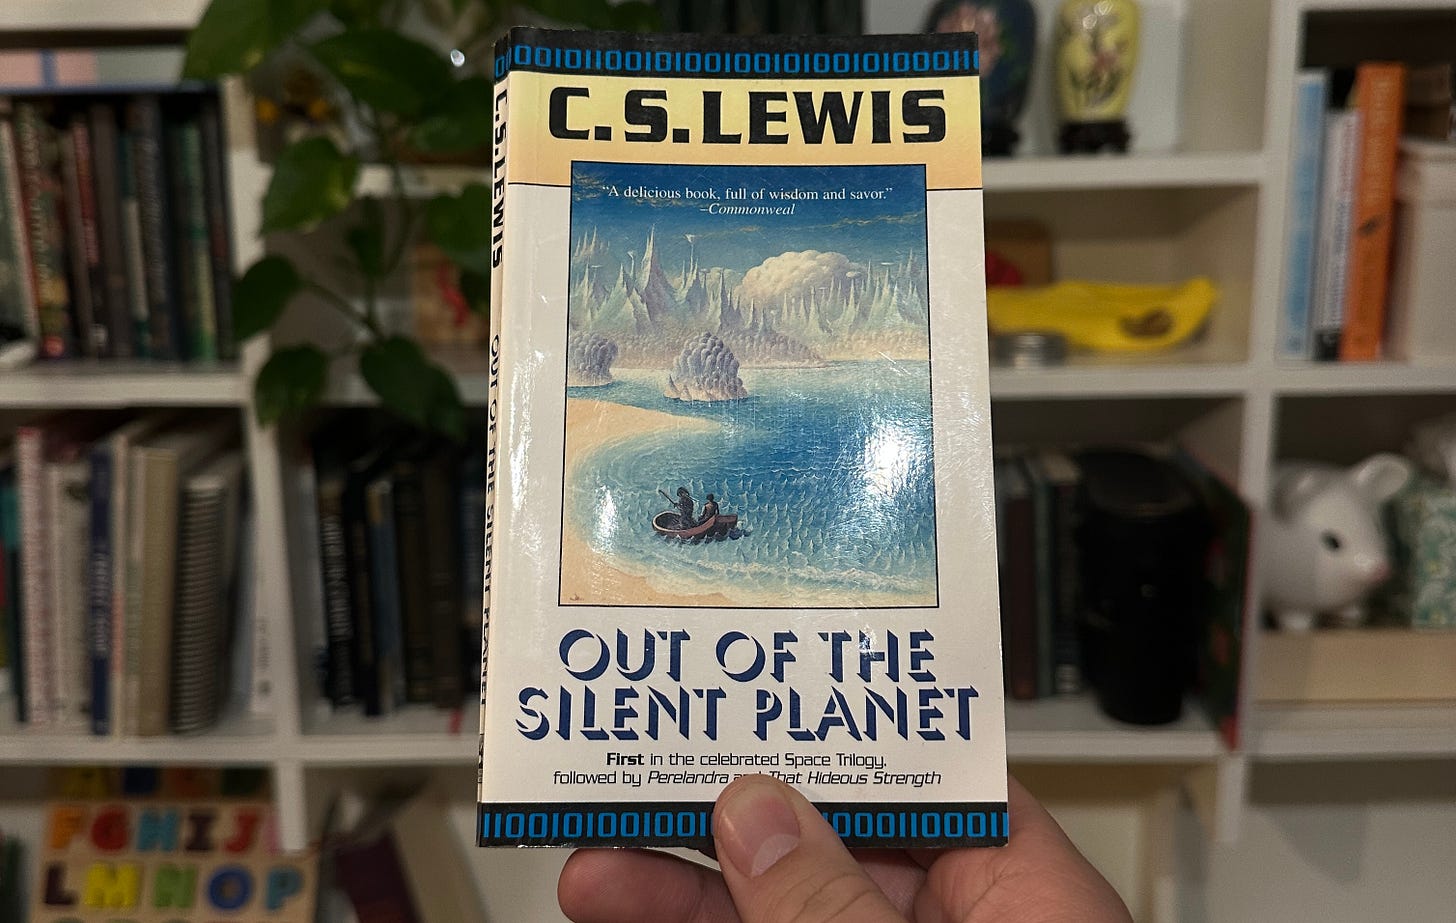 C.S.LEWIS
"A delicious book, full of wisdom and savor."
–Commonweal
OUT OF THE
SILENT PLANET
First in the celebrated Space Trilogy,
followed by Perelandra and That Hideous Strength
C.S.LEWIS
OUT OF THE SILENT PLANET
F G H I J
L M N O P